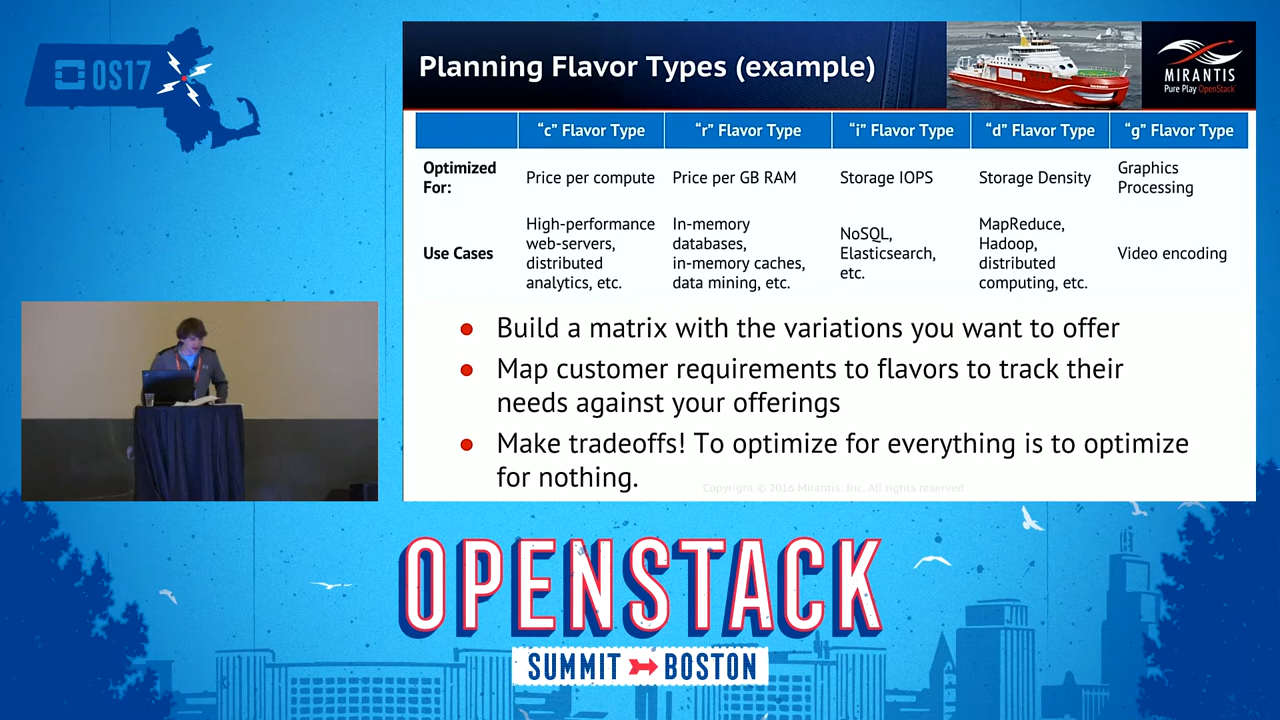 OS17
Planning Flavor Types (example)
MIRANTIS
Pure Play OpenStack
“c” Flavor Type
“r” Flavor Type
“i” Flavor Type
“d” Flavor Type
“g” Flavor Type
Optimized
For:
Price per compute
Price per GB RAM
Storage IOPS
Storage Density
Graphics
Processing
Use Cases
High-performance
web-servers,
distributed
analytics, etc.
In-memory
databases,
in-memory caches,
data mining, etc.
NoSQL,
Elasticsearch,
etc.
MapReduce,
Hadoop,
distributed
computing, etc.
Video encoding
Build a matrix with the variations you want to offer
Map customer requirements to flavors to track their
needs against your offerings
Make tradeoffs! To optimize for everything is to optimize
for nothing.
Copyright © 2016 Mirantis, Inc. All rights reserved
OPENSTACK
SUMMIT BOSTON